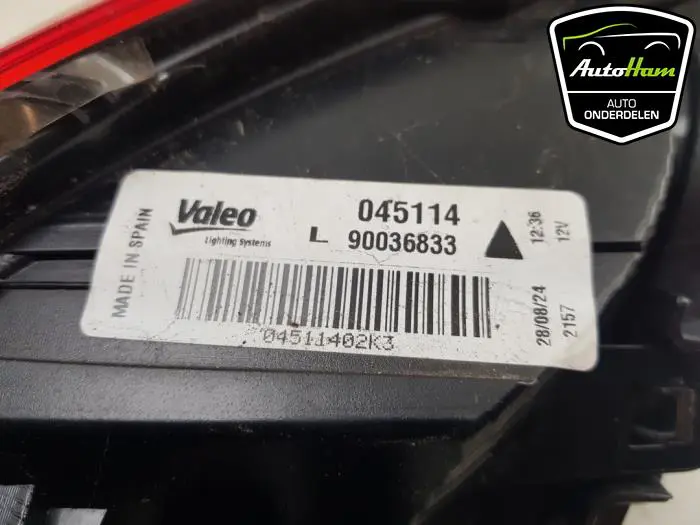 AutoHam
AUTO
ONDERDELEN
MADE IN SPAIN
Valeo
Lighting Systems
L
045114
90036833
04511402K3
12:36
12V
28/08/24
2157